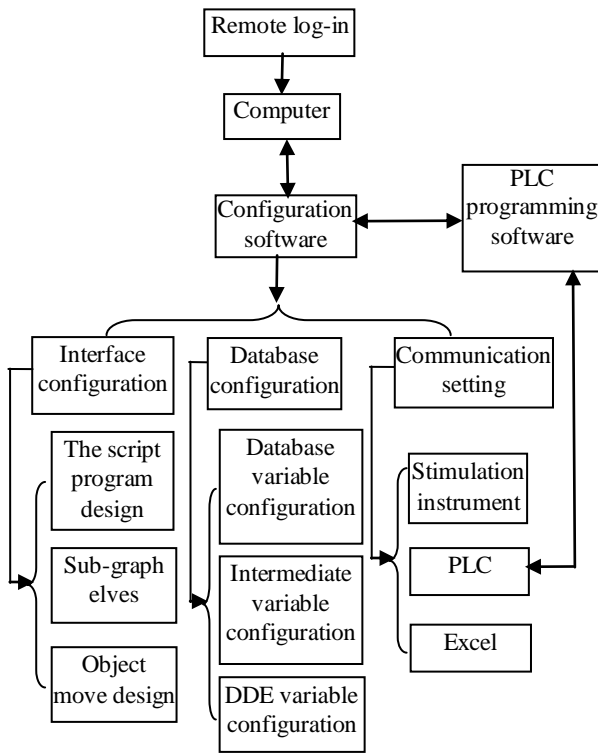 Remote log-in
Computer
Configuration
software
PLC
programming
software
Interface
configuration
Database
configuration
Communication
setting
The script
program
design
Sub-graph
elves
Object
move design
Database
variable
configuration
Intermediate
variable
configuration
DDE variable
configuration
Stimulation
instrument
PLC
Excel